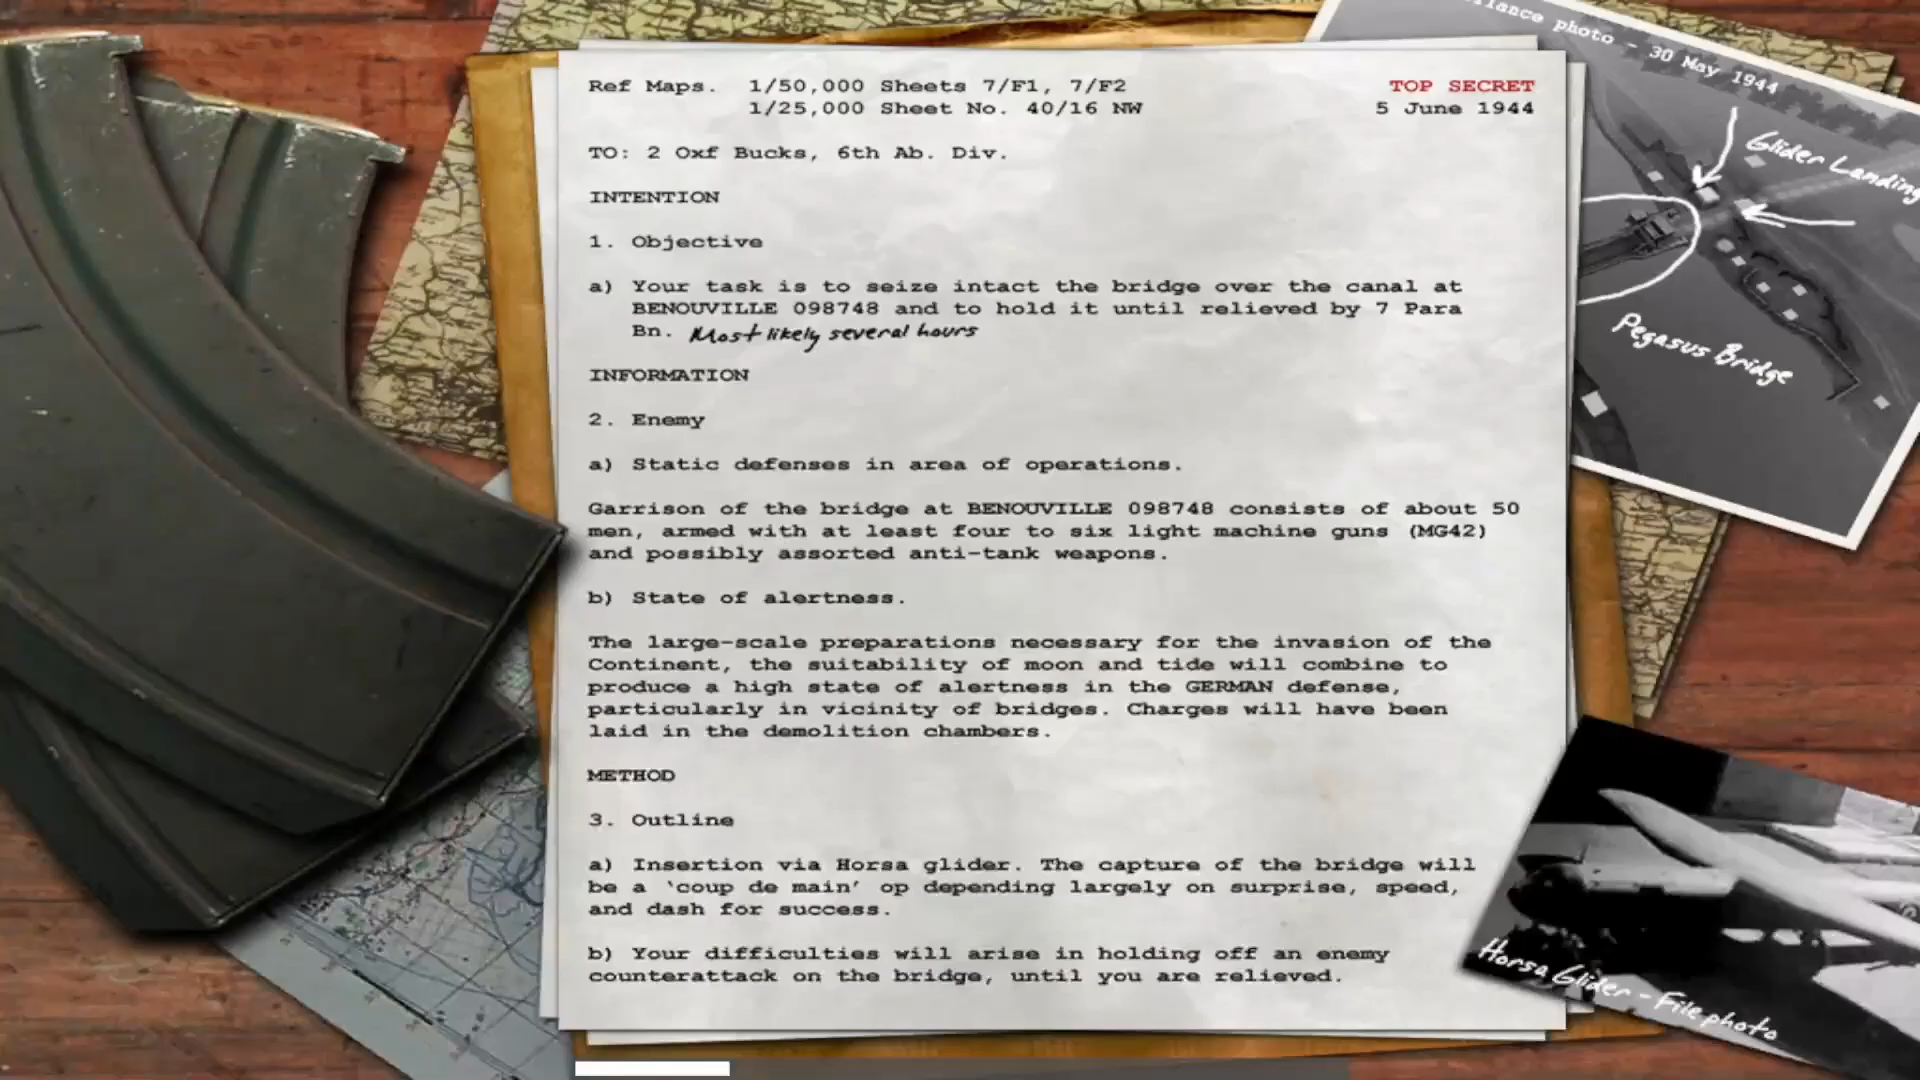 Ref Maps. 1/50,000 Sheets 7/F1, 7/F2
1/25,000 Sheet No. 40/16 NW
TOP SECRET
5 June 1944
TO: 2 Oxf Bucks, 6th Ab. Div.
INTENTION
1. Objective
a) Your task is to seize intact the bridge over the canal at
BENOUVILLE 098748 and to hold it until relieved by 7 Para
Bn. Most likely several hours
INFORMATION
2. Enemy
a) Static defenses in area of operations.
Garrison of the bridge at BENOUVILLE 098748 consists of about 50
men, armed with at least four to six light machine guns (MG42)
and possibly assorted anti-tank weapons.
b) State of alertness.
The large-scale preparations necessary for the invasion of the
Continent, the suitability of moon and tide will combine to
produce a high state of alertness in the GERMAN defense,
particularly in vicinity of bridges. Charges will have been
laid in the demolition chambers.
METHOD
3. Outline
a) Insertion via Horsa glider. The capture of the bridge will
be a 'coup de main' op depending largely on surprise, speed,
and dash for success.
b) Your difficulties will arise in holding off an enemy
counterattack on the bridge, until you are relieved.
photo - 30 May 1944
Glider Landing
Pegasus Bridge
Horsa Glider - File photo